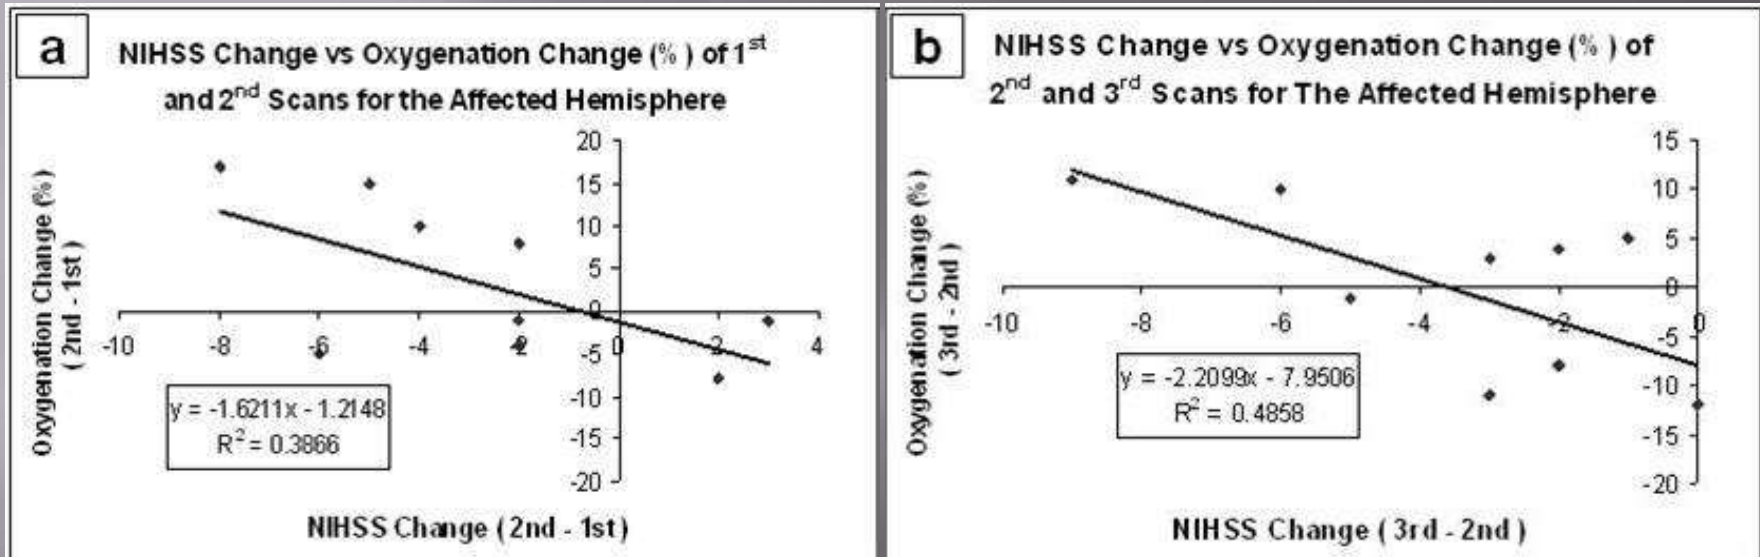 a
NIHSS Change vs Oxygenation Change (%) of 1st
and 2nd Scans for the Affected Hemisphere
Oxygenation Change (%)
(2nd - 1st)
20
15
10
5
0
-5
-10
-15
-20
-10 -8 -6 -4 -2 0 2 4
y = -1.6211x - 1.2148
R² = 0.3866
NIHSS Change (2nd - 1st)
b
NIHSS Change vs Oxygenation Change (%) of
2nd and 3rd Scans for The Affected Hemisphere
Oxygenation Change (%)
(3rd - 2nd)
15
10
5
0
-5
-10
-15
-20
-10 -8 -6 -4 -2 0
y = -2.2099x - 7.9506
R² = 0.4858
NIHSS Change (3rd - 2nd)